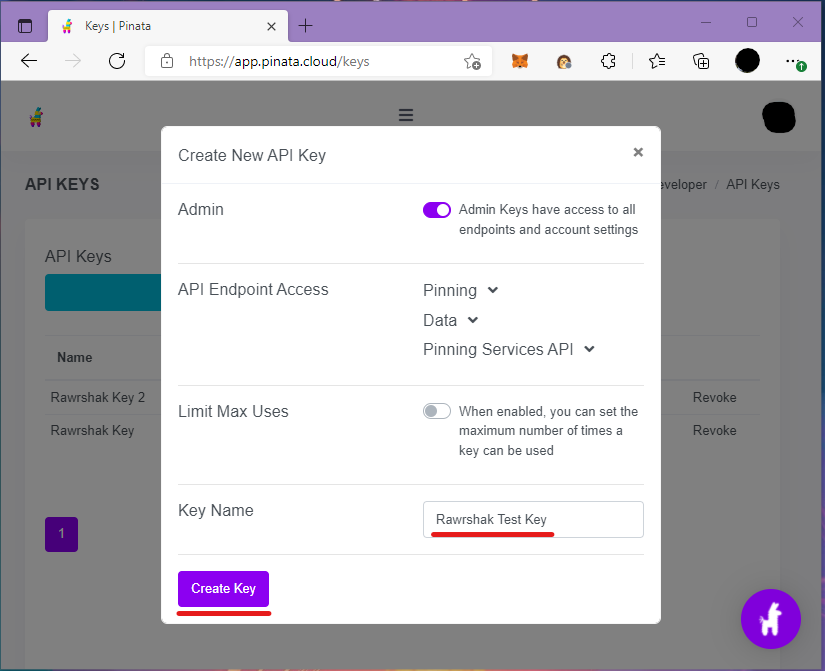 Keys | Pinata
https://app.pinata.cloud/keys
API KEYS
eveloper / API Keys
API Keys
Name
Rawrshak Key 2
Revoke
Rawrshak Key
Revoke
1
Create New API Key
×
Admin
Admin Keys have access to all
endpoints and account settings
API Endpoint Access
Pinning
Data
Pinning Services API
Limit Max Uses
When enabled, you can set the
maximum number of times a
key can be used
Key Name
Rawrshak Test Key
Create Key